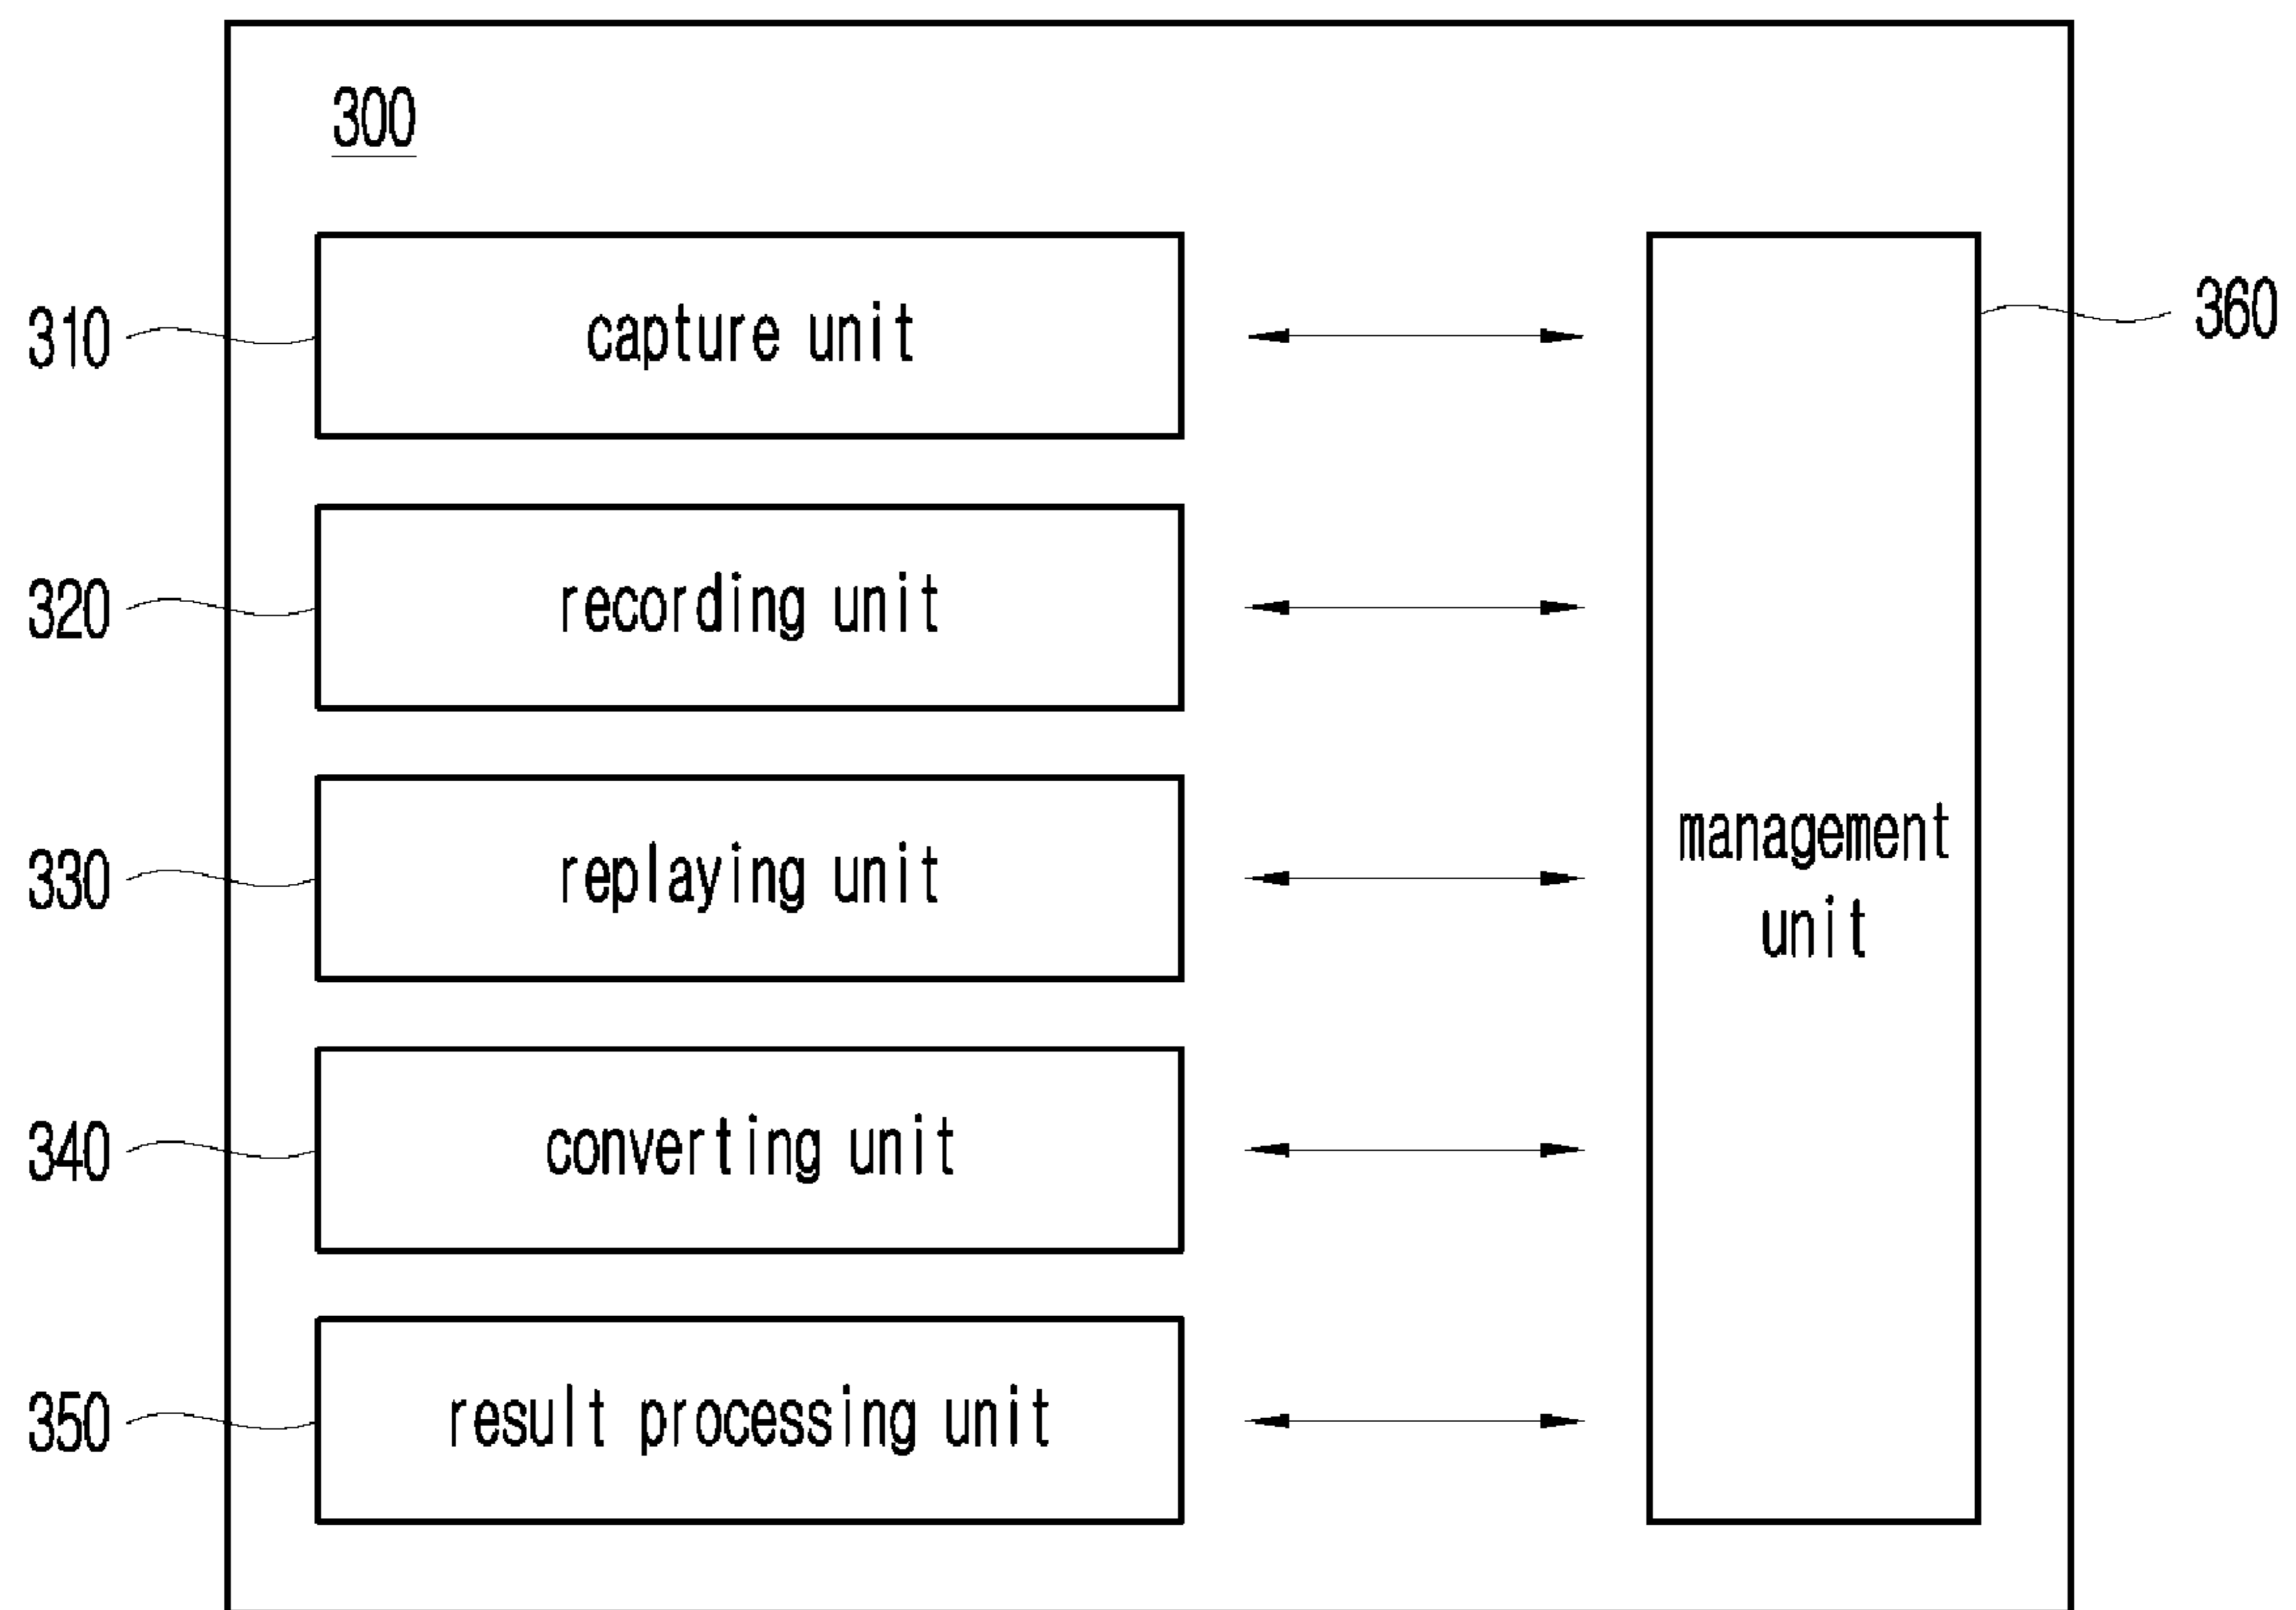 300
310
capture unit
360
320
recording unit
330
replaying unit
management
unit
340
converting unit
350
result processing unit